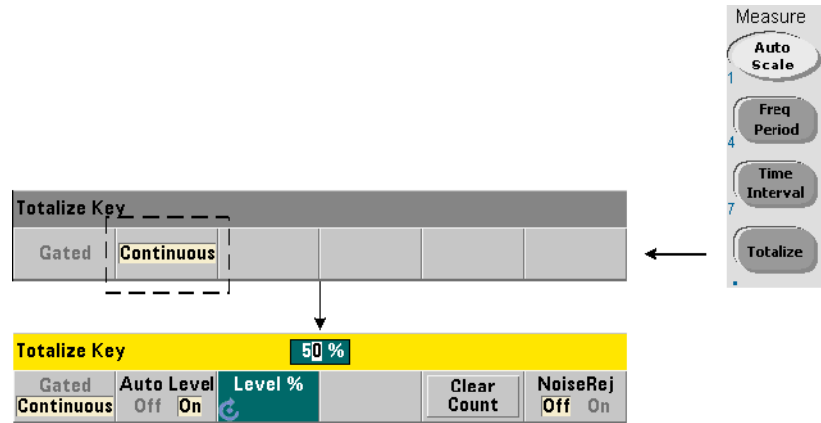 Measure
Auto
Scale
1
Freq
Period
4
Time
Interval
7
Totalize
.
Totalize Key
Gated Continuous
Totalize Key 50 %
Gated Auto Level Level % Clear NoiseRej
Continuous Off On Count Off On